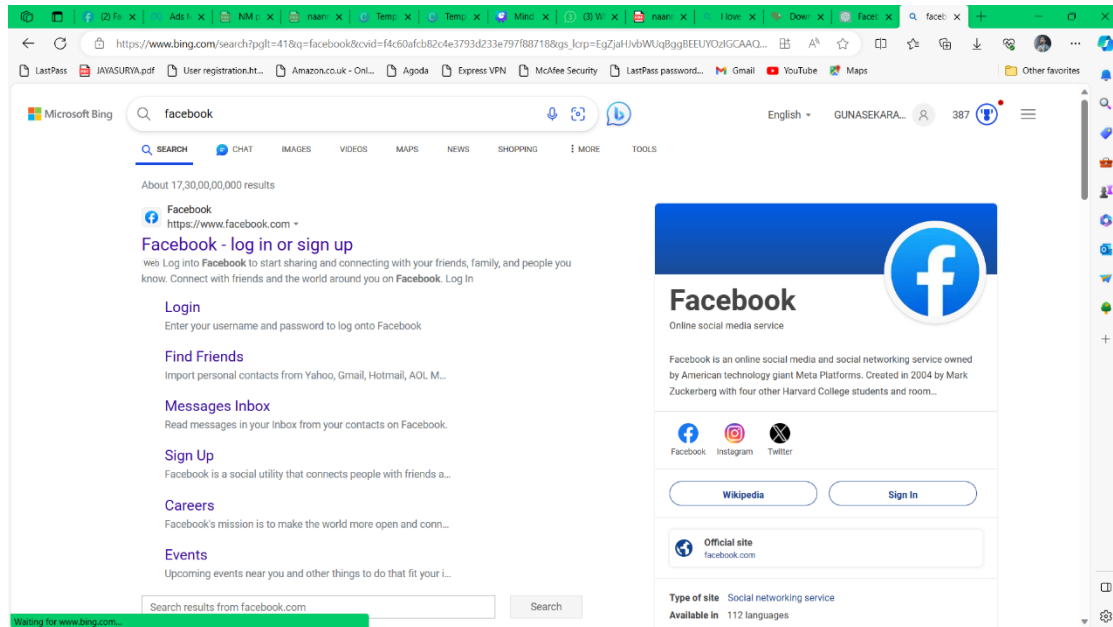 (2) Fa
Ads M
NM p
naanr
Temp
Temp
Mind
(3) W
naanr
I love
Down
Faceb
faceb
https://www.bing.com/search?pglt=41&q=facebook&cvid=f4c60afcb82c4e3793d233e797f88718&gs_lcrp=EgZjaHJvbWUq8ggBEEUYOzIGCAAQ...
LastPass
JAYASURYA.pdf
User registration.ht...
Amazon.co.uk - Onl...
Agoda
Express VPN
McAfee Security
LastPass password...
Gmail
YouTube
Maps
Other favorites
Microsoft Bing
facebook
English
GUNASEKARA...
387
SEARCH
CHAT
IMAGES
VIDEOS
MAPS
NEWS
SHOPPING
MORE
TOOLS
About 17,30,00,00,000 results
Facebook
https://www.facebook.com
Facebook - log in or sign up
Web Log into Facebook to start sharing and connecting with your friends, family, and people you
know. Connect with friends and the world around you on Facebook. Log In
Login
Enter your username and password to log onto Facebook
Find Friends
Import personal contacts from Yahoo, Gmail, Hotmail, AOL M...
Messages Inbox
Read messages in your Inbox from your contacts on Facebook.
Sign Up
Facebook is a social utility that connects people with friends a...
Careers
Facebook's mission is to make the world more open and conn...
Events
Upcoming events near you and other things to do that fit your i...
Search results from facebook.com
Search
Facebook
Online social media service
Facebook is an online social media and social networking service owned
by American technology giant Meta Platforms. Created in 2004 by Mark
Zuckerberg with four other Harvard College students and room...
Facebook
Instagram
Twitter
Wikipedia
Sign In
Official site
facebook.com
Type of site Social networking service
Available in 112 languages
Waiting for www.bing.com...